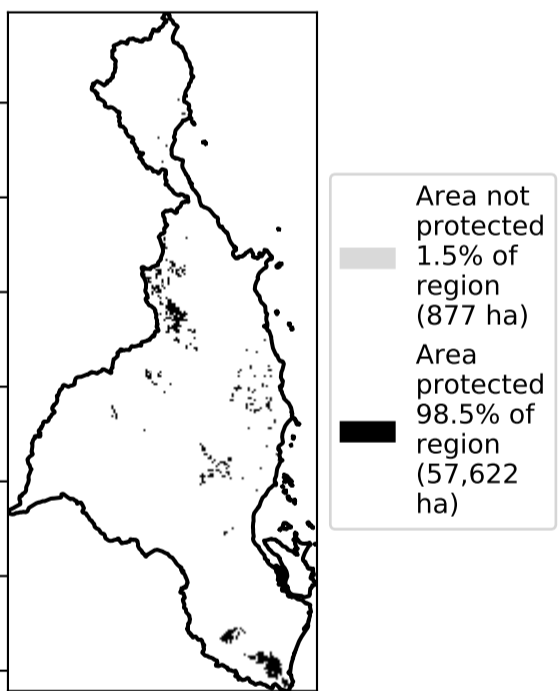 Area not
protected
1.5% of
region
(877 ha)
Area
protected
98.5% of
region
(57,622
ha)